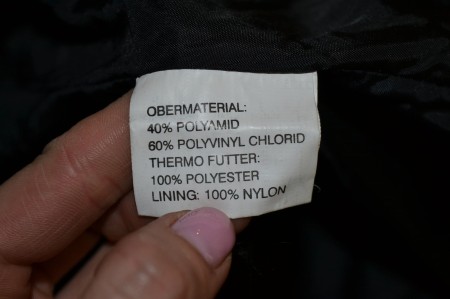 OBERMATERIAL:
40% POLYAMID
60% POLYVINYL CHLORID
THERMO FUTTER:
100% POLYESTER
LINING: 100% NYLON